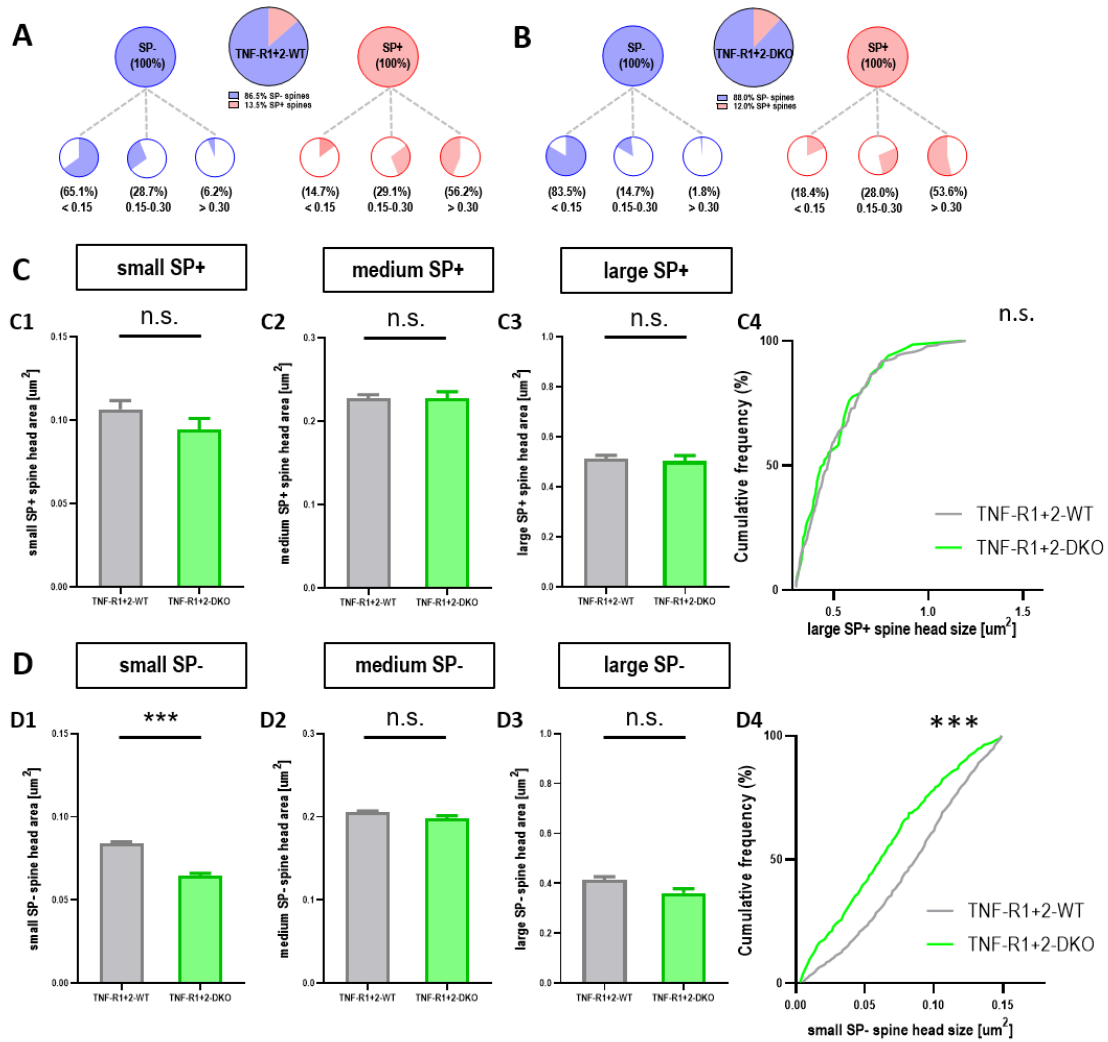 A
SP-
(100%)
TNF-R1+2-WT
86.5% SP- spines
13.5% SP+ spines
SP+
(100%)
(65.1%)
< 0.15
(28.7%)
0.15-0.30
(6.2%)
> 0.30
(14.7%)
< 0.15
(29.1%)
0.15-0.30
(56.2%)
> 0.30
B
SP-
(100%)
TNF-R1+2-DKO
88.0% SP- spines
12.0% SP+ spines
SP+
(100%)
(83.5%)
< 0.15
(14.7%)
0.15-0.30
(1.8%)
> 0.30
(18.4%)
< 0.15
(28.0%)
0.15-0.30
(53.6%)
> 0.30
C
small SP+
medium SP+
large SP+
C1
n.s.
small SP+ spine head area [um²]
0.15
0.10
0.05
0.00
TNF-R1+2-WT
TNF-R1+2-DKO
C2
n.s.
medium SP+ spine head area [um²]
0.3
0.2
0.1
0.0
TNF-R1+2-WT
TNF-R1+2-DKO
C3
n.s.
large SP+ spine head area [um²]
1.0
0.8
0.6
0.4
0.2
0.0
TNF-R1+2-WT
TNF-R1+2-DKO
C4
n.s.
Cumulative frequency (%)
100
50
0
TNF-R1+2-WT
TNF-R1+2-DKO
0.5
1.0
1.5
large SP+ spine head size [um²]
D
small SP-
medium SP-
large SP-
D1
***
small SP- spine head area [um²]
0.15
0.10
0.05
0.00
TNF-R1+2-WT
TNF-R1+2-DKO
D2
n.s.
medium SP- spine head area [um²]
0.3
0.2
0.1
0.0
TNF-R1+2-WT
TNF-R1+2-DKO
D3
n.s.
large SP- spine head area [um²]
1.0
0.8
0.6
0.4
0.2
0.0
TNF-R1+2-WT
TNF-R1+2-DKO
D4
***
Cumulative frequency (%)
100
50
0
TNF-R1+2-WT
TNF-R1+2-DKO
0.00
0.05
0.10
0.15
small SP- spine head size [um²]